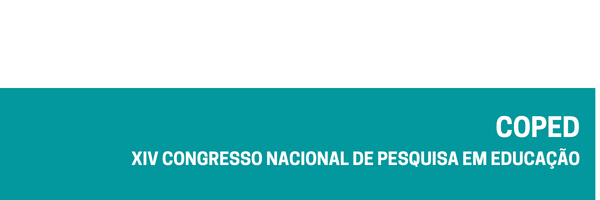 COPED
XIV CONGRESSO NACIONAL DE PESQUISA EM EDUCAÇÃO